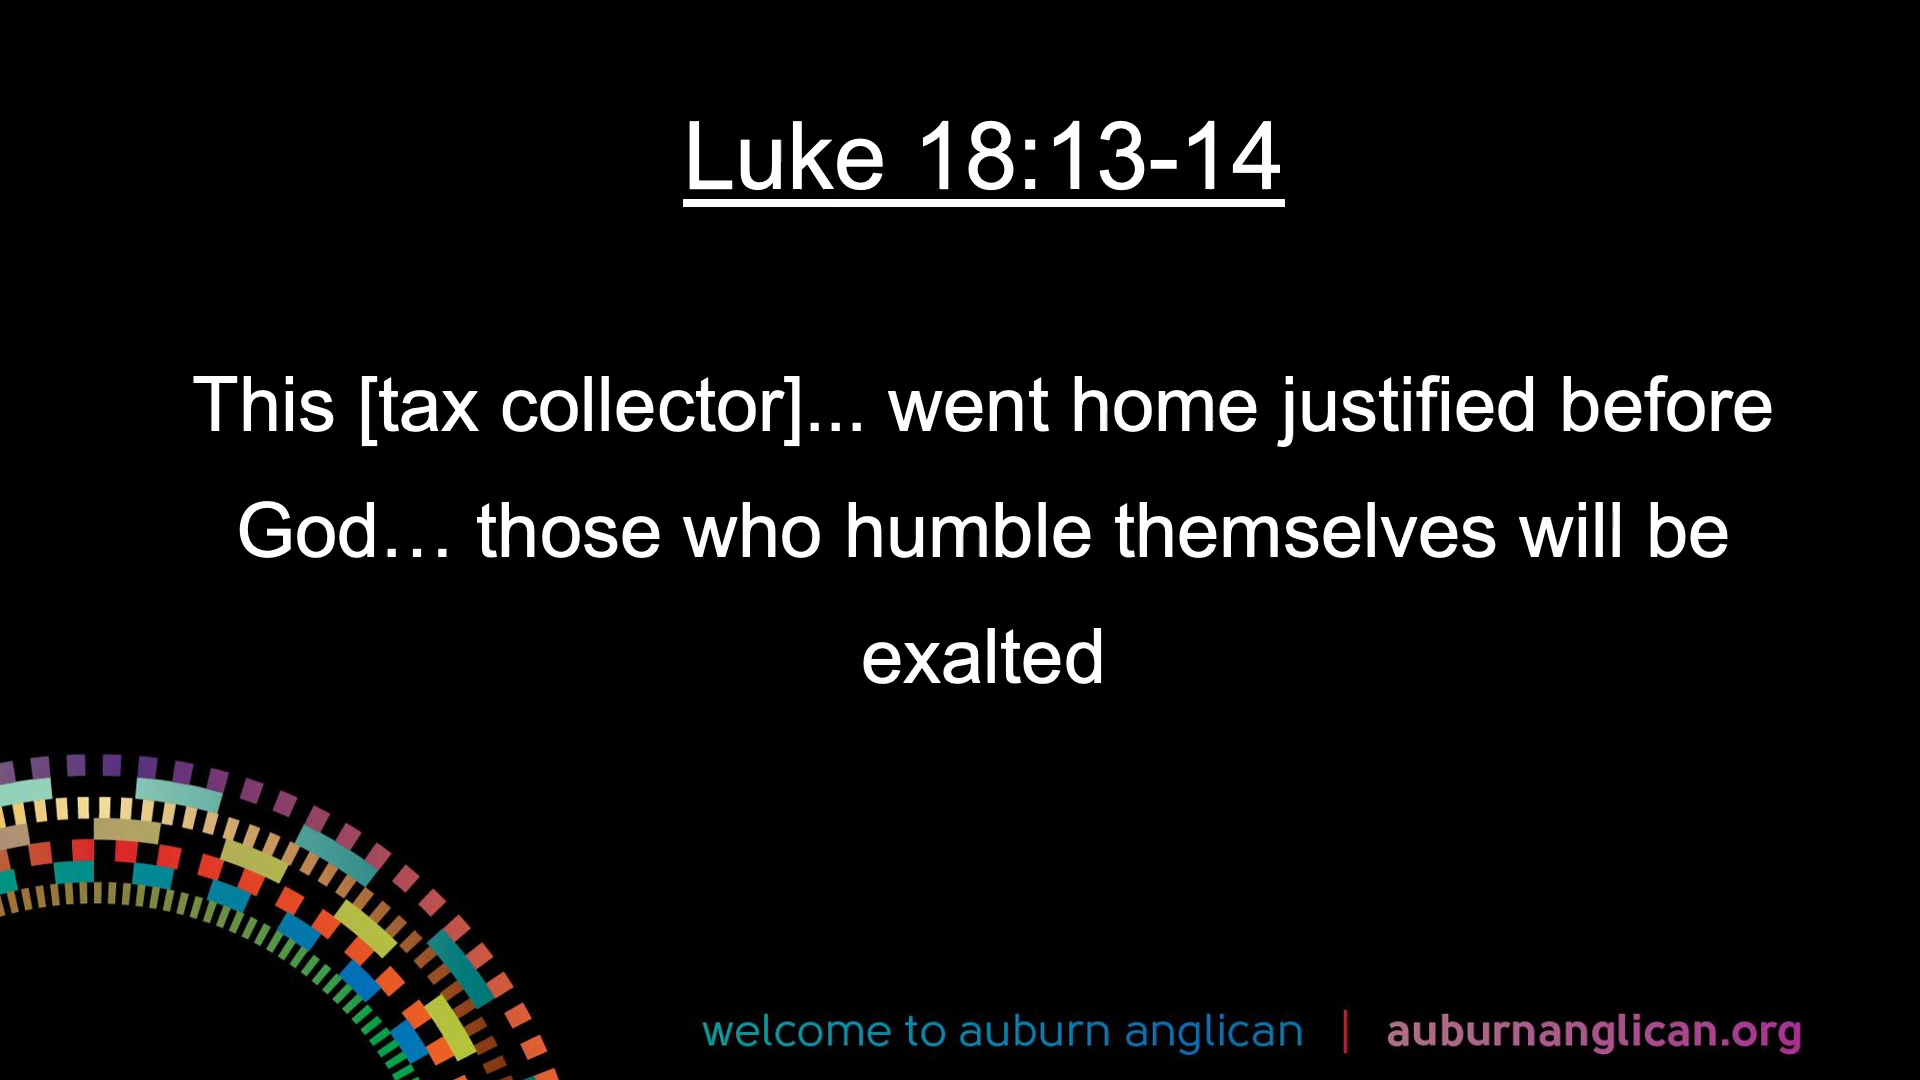 Luke 18:13-14
This [tax collector]... went home justified before
God… those who humble themselves will be
exalted
welcome to auburn anglican | auburnanglican.org